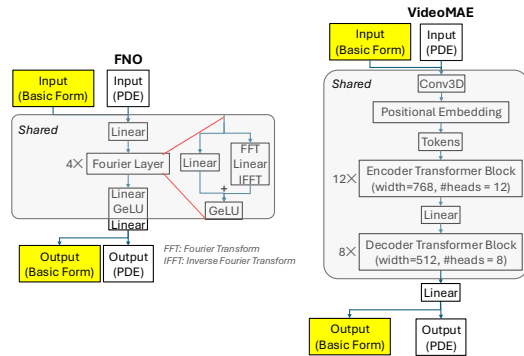 FNO
Input
(Basic Form)
Input
(PDE)
Shared
Linear
4× Fourier Layer
Linear
FFT
Linear
IFFT
+
GeLU
Linear
GeLU
Linear
Output
(Basic Form)
Output
(PDE)
FFT: Fourier Transform
IFFT: Inverse Fourier Transform
VideoMAE
Input
(Basic Form)
Input
(PDE)
Shared
Conv3D
Positional Embedding
Tokens
12× Encoder Transformer Block
(width=768, #heads = 12)
Linear
8× Decoder Transformer Block
(width=512, #heads = 8)
Linear
Output
(Basic Form)
Output
(PDE)